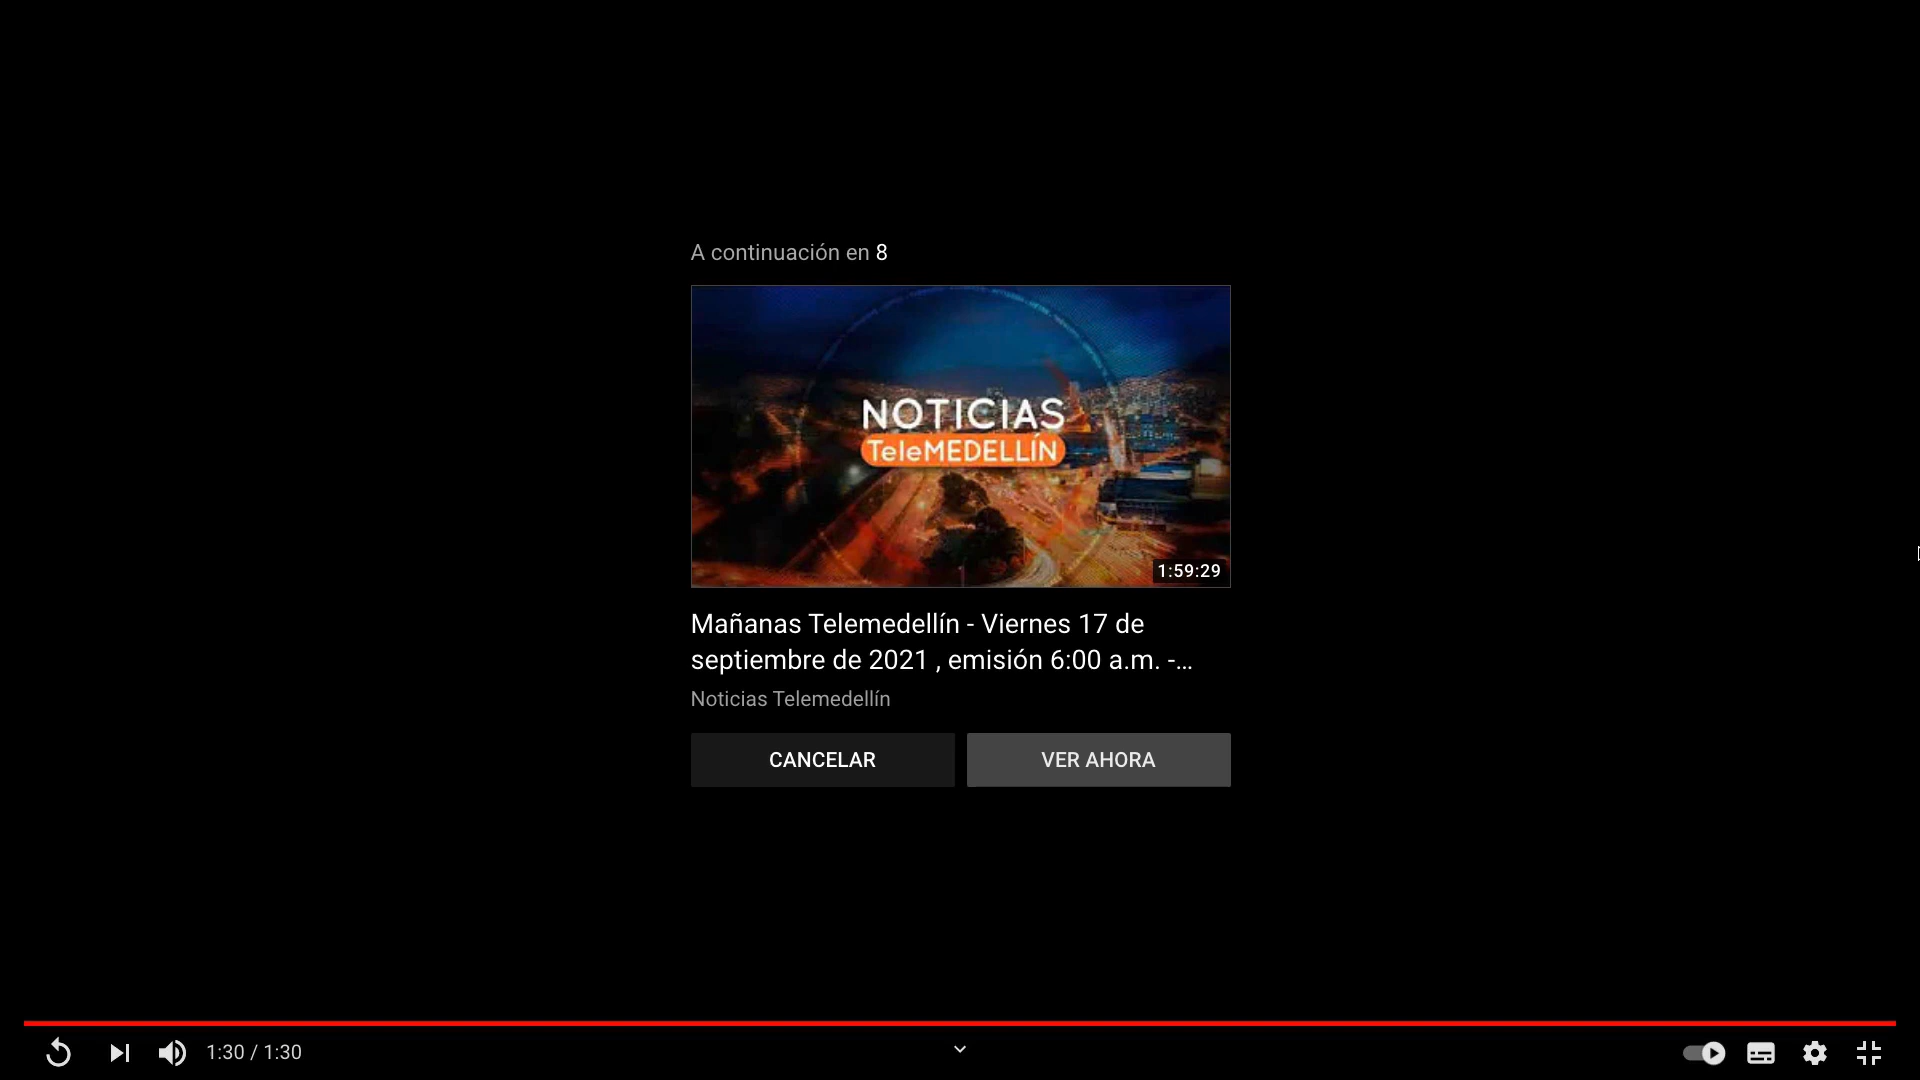 A continuación en 8
NOTICIAS
TeleMEDELLÍN
1:59:29
Mañanas Telemedellín - Viernes 17 de
septiembre de 2021 , emisión 6:00 a.m. -...
Noticias Telemedellín
CANCELAR
VER AHORA
1:30 / 1:30